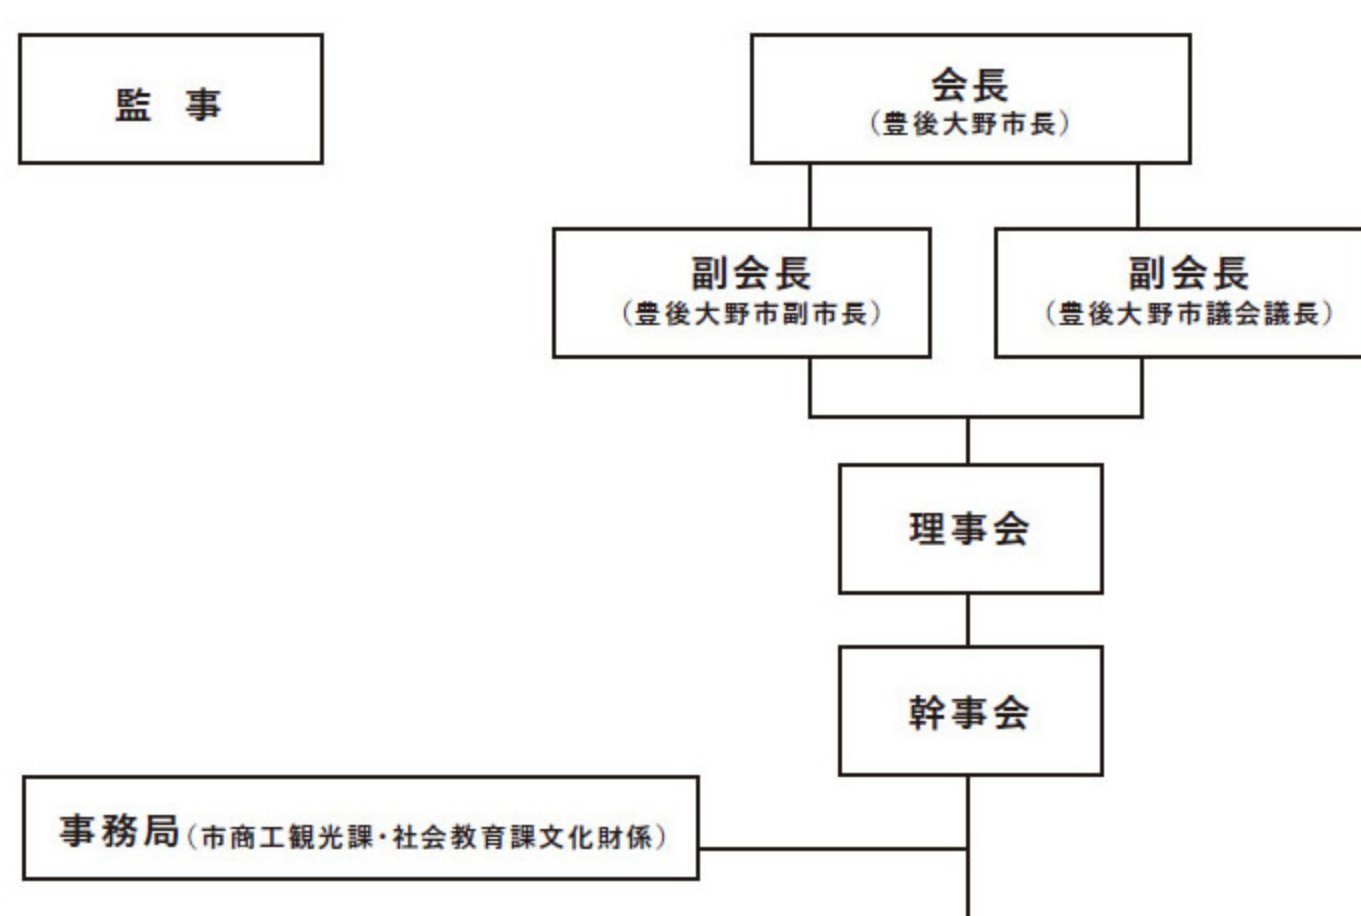 監 事
会長
（豊後大野市長）
副会長
（豊後大野市副市長）
副会長
（豊後大野市議会議長）
理事会
幹事会
事務局（市商工観光課・社会教育課文化財係）